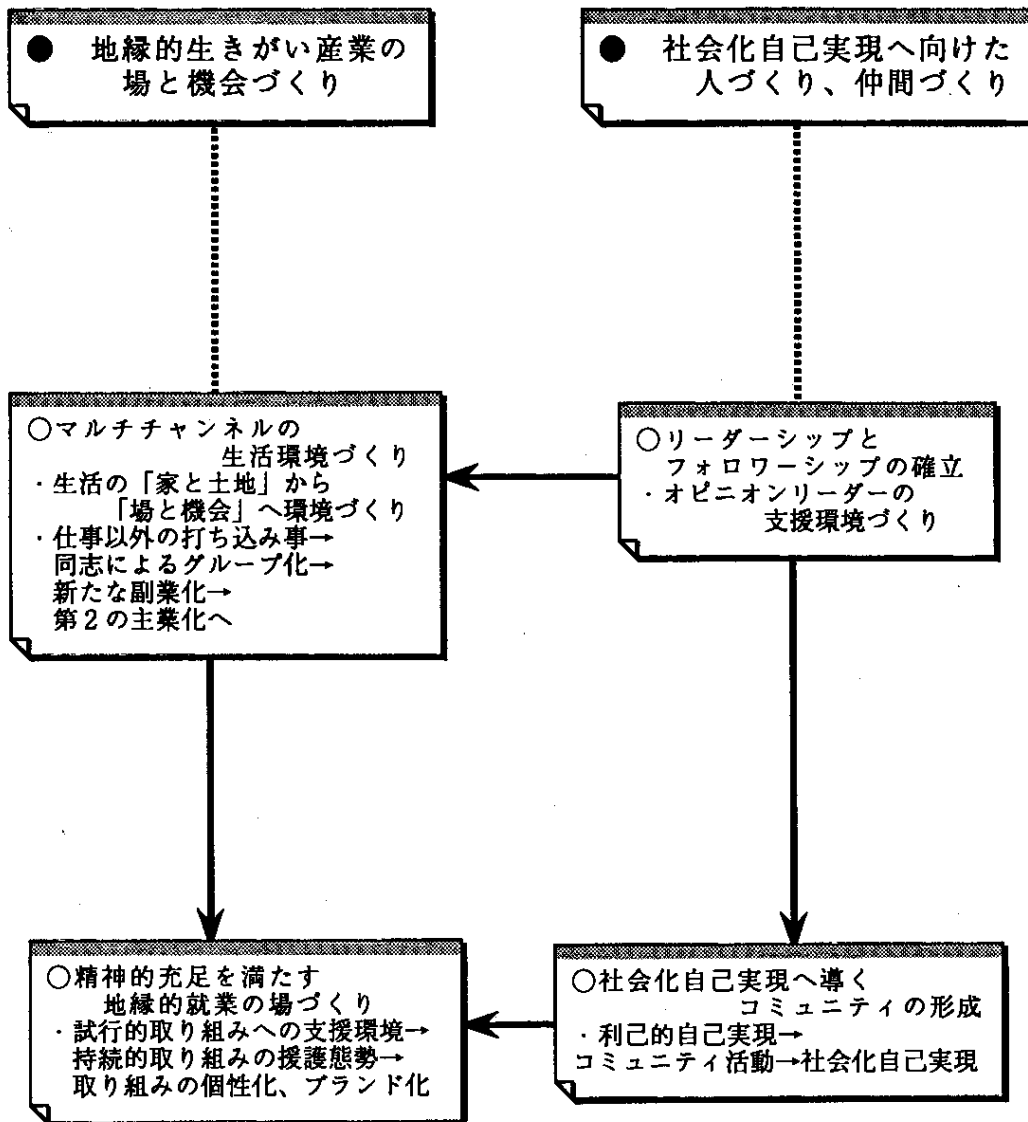 ● 地縁的生きがい産業の
場と機会づくり
● 社会化自己実現へ向けた
人づくり、仲間づくり
○マルチチャンネルの
生活環境づくり
・生活の「家と土地」から
「場と機会」へ環境づくり
・仕事以外の打ち込み事→
同志によるグループ化→
新たな副業化→
第2の主業化へ
○リーダーシップと
フォロワーシップの確立
・オピニオンリーダーの
支援環境づくり
○精神的充足を満たす
地縁的就業の場づくり
・試行的取り組みへの支援環境→
持続的取り組みの援護態勢→
取り組みの個性化、ブランド化
○社会化自己実現へ導く
コミュニティの形成
・利己的自己実現→
コミュニティ活動→社会化自己実現